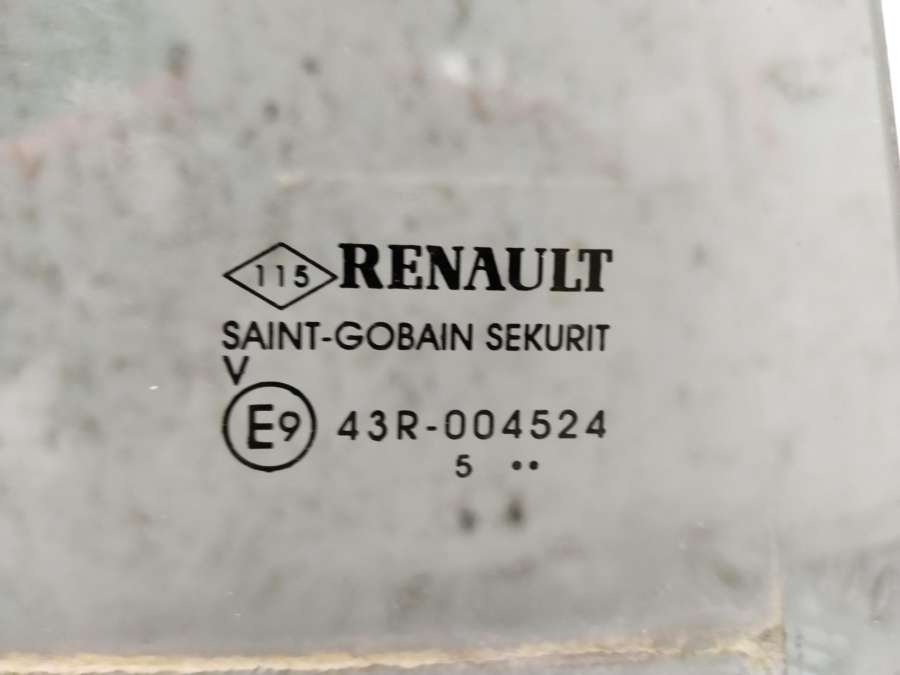 115 RENAULT
SAINT-GOBAIN SEKURIT
V
E9 43R-004524
5 ••